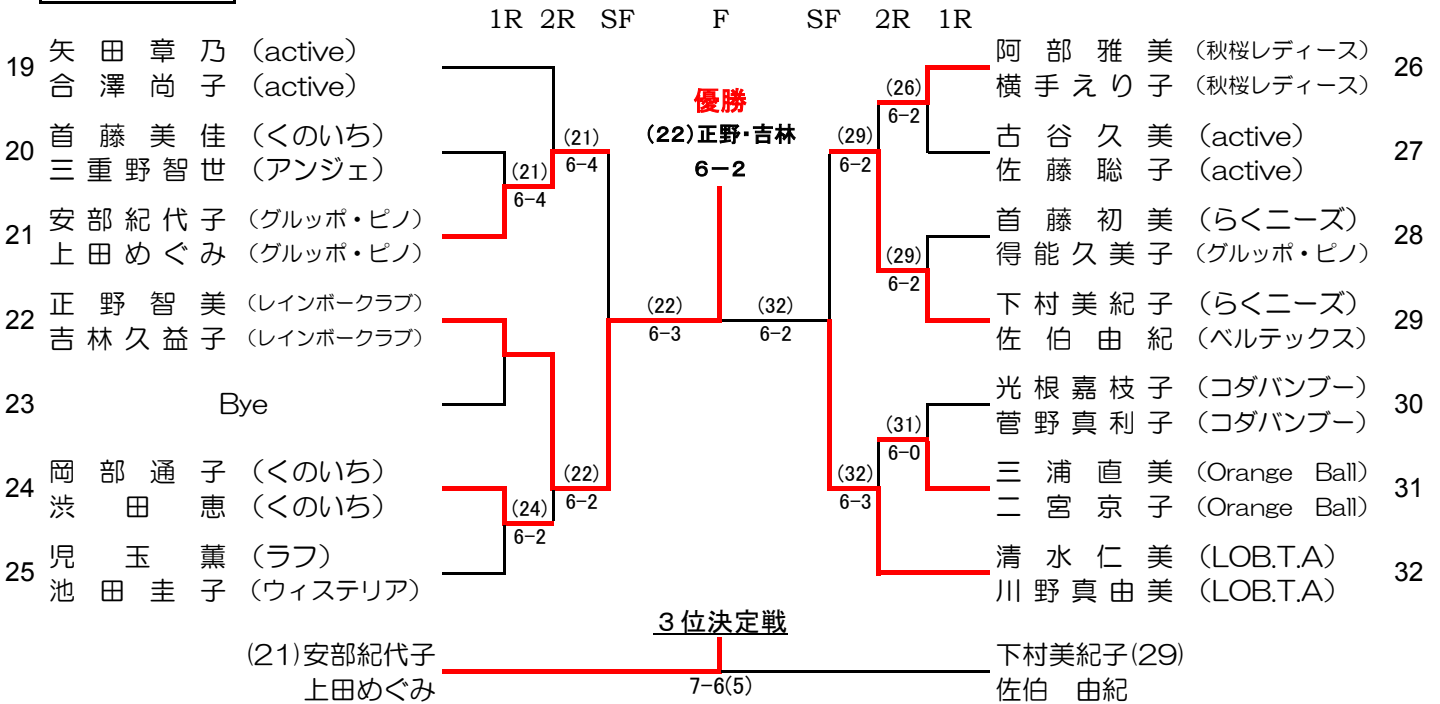 1R 2R SF F SF 2R 1R
19 矢田章乃 (active)
合澤尚子 (active)
20 首藤美佳 (くのいち)
三重野智世 (アンジェ)
21 安部紀代子 (グルッポ・ピノ)
上田めぐみ (グルッポ・ピノ)
22 正野智美 (レインボークラブ)
吉林久益子 (レインボークラブ)
23 Bye
24 岡部通子 (くのいち)
渋田恵 (くのいち)
25 児玉薫 (ラフ)
池田圭子 (ウィステリア)
(21)
6-4
(24)
6-2
(21)
6-4
(22)
6-2
(22)
6-3
優勝
(22)正野・吉林
6-2
(32)
6-2
(29)
6-2
(32)
6-3
(26)
6-2
(29)
6-2
(31)
6-0
阿部雅美 (秋桜レディース) 26
横手えり子 (秋桜レディース)
古谷久美 (active) 27
佐藤聡子 (active)
首藤初美 (らくニーズ) 28
得能久美子 (グルッポ・ピノ)
下村美紀子 (らくニーズ) 29
佐伯由紀 (ベルテックス)
光根嘉枝子 (コダバンブー) 30
菅野真利子 (コダバンブー)
三浦直美 (Orange Ball) 31
二宮京子 (Orange Ball)
清水仁美 (LOB.T.A) 32
川野真由美 (LOB.T.A)
3位決定戦
(21)安部紀代子
上田めぐみ
7-6(5)
下村美紀子(29)
佐伯 由紀